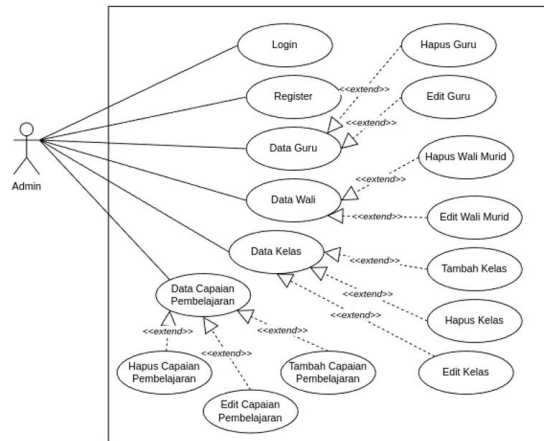 Login
Hapus Guru
Register
<<extend>>
Edit Guru
<<extend>>
Data Guru
Hapus Wali Murid
Admin
<<extend>>
Data Wali
<<extend>>
Edit Wali Murid
Data Kelas
<<extend>>
Tambah Kelas
Data Capaian
Pembelajaran
<<extend>>
<<extend>>
Hapus Kelas
<<extend>>
<<extend>>
<<extend>>
Edit Kelas
Hapus Capaian
Pembelajaran
Tambah Capaian
Pembelajaran
Edit Capaian
Pembelajaran